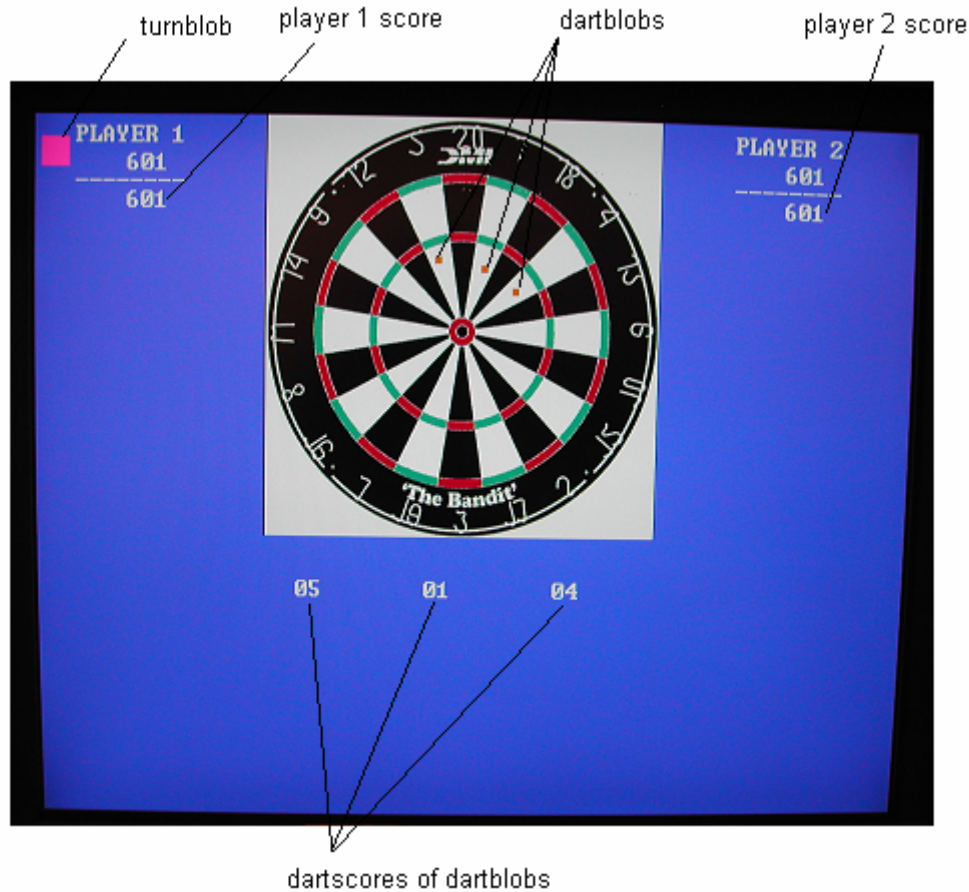 turnblob
player 1 score
dartblobs
player 2 score
PLAYER 1
601
601
PLAYER 2
601
601
5 20
12 18
9 4
14 13
11 6
8 10
16 15
7 2
19 3 17
'The Bandit'
05 01 04
dartscores of dartblobs